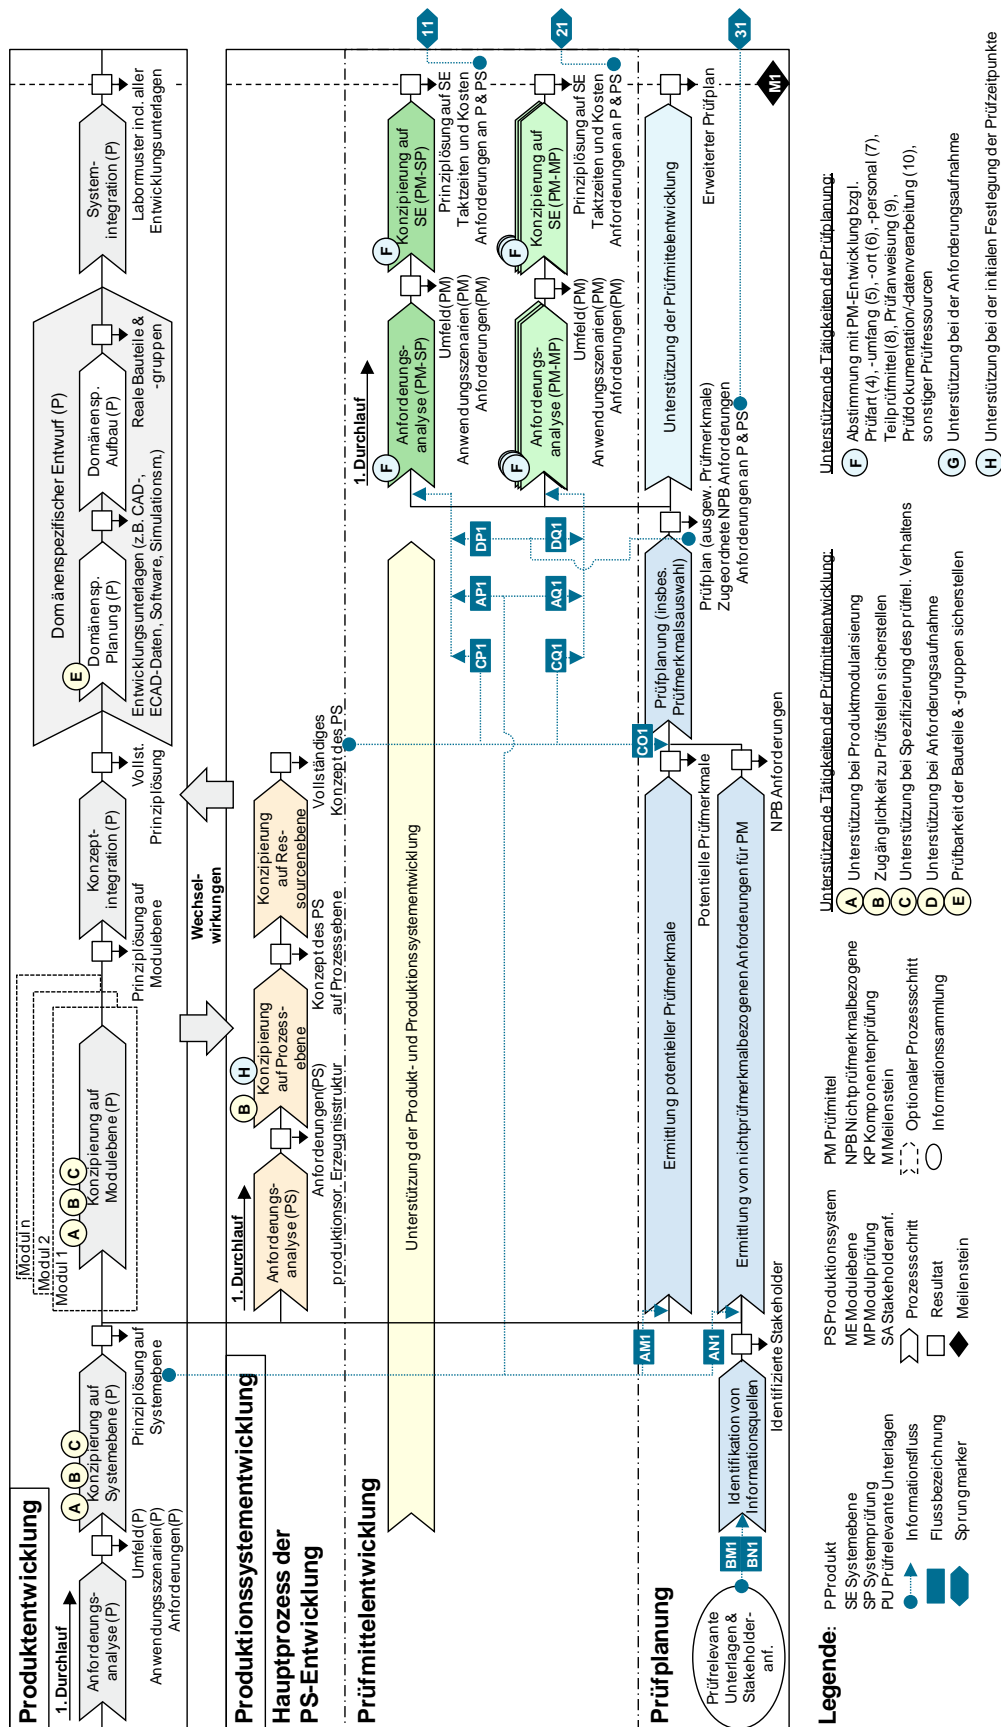 Produktentwicklung
1. Durchlauf
Anforderungs-
analyse (P)
Umfeld(P)
Anwendungsszenarien(P)
Anforderungen(P)
A
B
C
Konzipierung auf
Systemebene (P)
Prinziplösung auf
Systemebene
Modul n
Modul 2
Modul 1
A
B
C
Konzipierung auf
Modulebene (P)
Prinziplösung auf
Modulebene
Konzept-
integration (P)
Vollst.
Prinziplösung
Domänenspezifischer Entwurf (P)
E
Domänensp.
Planung (P)
Entwicklungsunterlagen (z.B. CAD-,
ECAD-Daten, Software, Simulationsm.)
Domänensp.
Aufbau (P)
Reale Bauteile &
-gruppen
System-
integration (P)
Labormuster incl. aller
Entwicklungsunterlagen
Wechsel-
wirkungen
Produktionssystementwicklung
Hauptprozess der
PS-Entwicklung
1. Durchlauf
Anforderungs-
analyse (PS)
Anforderungen(PS)
produktionsor. Erzeugnisstruktur
B
H
Konzipierung
auf Prozess-
ebene
Konzept des PS
auf Prozessebene
Konzipierung
auf Res-
sourcenebene
Vollständiges
Konzept des PS
Prüfmittelentwicklung
Unterstützung der Produkt- und Produktionssystementwicklung
1. Durchlauf
F
Anforderungs-
analyse (PM-SP)
Umfeld(PM)
Anwendungsszenarien(PM)
Anforderungen(PM)
F
Konzipierung auf
SE (PM-SP)
Prinziplösung auf SE
Taktzeiten und Kosten
Anforderungen an P & PS
11
F
Anforderungs-
analyse (PM-MP)
Umfeld(PM)
Anwendungsszenarien(PM)
Anforderungen(PM)
F
Konzipierung auf
SE (PM-MP)
Prinziplösung auf SE
Taktzeiten und Kosten
Anforderungen an P & PS
21
CP1
AP1
DP1
CQ1
AQ1
DQ1
Prüfplanung
Prüfrelevante
Unterlagen &
Stakeholder-
anf.
BM1
BN1
Identifikation von
Informationsquellen
Identifizierte Stakeholder
AM1
AN1
Ermittlung potentieller Prüfmerkmale
Potentielle Prüfmerkmale
Ermittlung von nichtprüfmerkmalbezogenen Anforderungen für PM
NPB Anforderungen
CO1
Prüfplanung (insbes.
Prüfmerkmalsauswahl)
Prüfplan (ausgew. Prüfmerkmale)
Zugeordnete NPB Anforderungen
Anforderungen an P & PS
Unterstützung der Prüfmittelentwicklung
Erweiterter Prüfplan
31
M1
Legende:
P Produkt
SE Systemebene
SP Systemprüfung
PU Prüfrelevante Unterlagen
Informationsfluss
Flussbezeichnung
Sprungmarker
PS Produktionssystem
ME Modulebene
MP Modulprüfung
SA Stakeholderanf.
Prozessschritt
Resultat
Meilenstein
PM Prüfmittel
NPB Nichtprüfmerkmalbezogene
KP Komponentenprüfung
M Meilenstein
Optionaler Prozessschritt
Informationssammlung
Unterstützende Tätigkeiten der Prüfmittelentwicklung:
A Unterstützung bei Produktmodularisierung
B Zugänglichkeit zu Prüfstellen sicherstellen
C Unterstützung bei Spezifizierung des prüfrel. Verhaltens
D Unterstützung bei Anforderungsaufnahme
E Prüfbarkeit der Bauteile & -gruppen sicherstellen
Unterstützende Tätigkeiten der Prüfplanung:
F Abstimmung mit PM-Entwicklung bzgl.
Prüfart (4), -umfang (5), -ort (6), -personal (7),
Teilprüfmittel (8), Prüfanweisung (9),
Prüfdokumentation/-datenverarbeitung (10),
sonstiger Prüfressourcen
G Unterstützung bei der Anforderungsaufnahme
H Unterstützung bei der initialen Festlegung der Prüfzeitpunkte